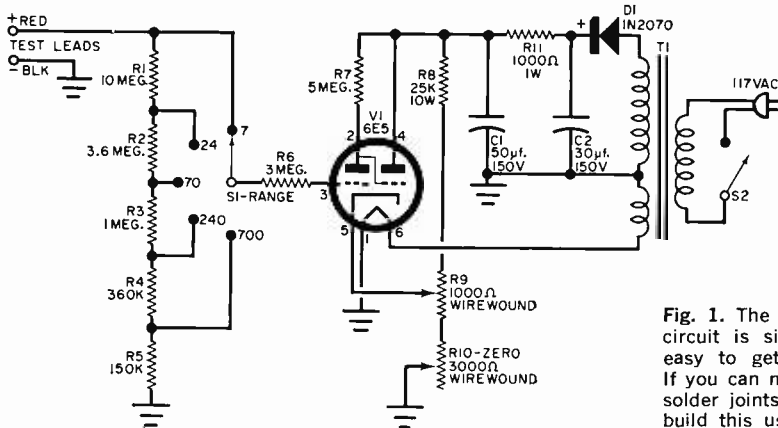 +RED
TEST LEADS
-BLK
R1
10 MEG.
R2
3.6 MEG.
R3
1 MEG.
R4
360K
R5
150K
7
24
70
240
700
S1-RANGE
R6
3 MEG.
R7
5 MEG.
V1
6E5
2
4
3
5
1
6
R8
25K
10W
R9
1000Ω
WIREWOUND
R10-ZERO
3000Ω
WIREWOUND
R11
1000Ω
1W
C1
50µf.
150V
C2
30µf.
150V
+
D1
1N2070
T1
117VAC
S2
Fig. 1. The
circuit is si
easy to get
If you can m
solder joints
build this us